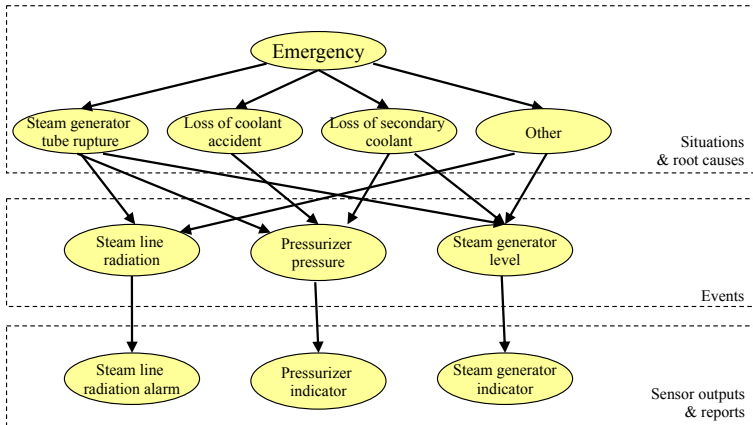 Emergency
Steam generator
tube rupture
Loss of coolant
accident
Loss of secondary
coolant
Other
Situations
& root causes
Steam line
radiation
Pressurizer
pressure
Steam generator
level
Events
Steam line
radiation alarm
Pressurizer
indicator
Steam generator
indicator
Sensor outputs
& reports